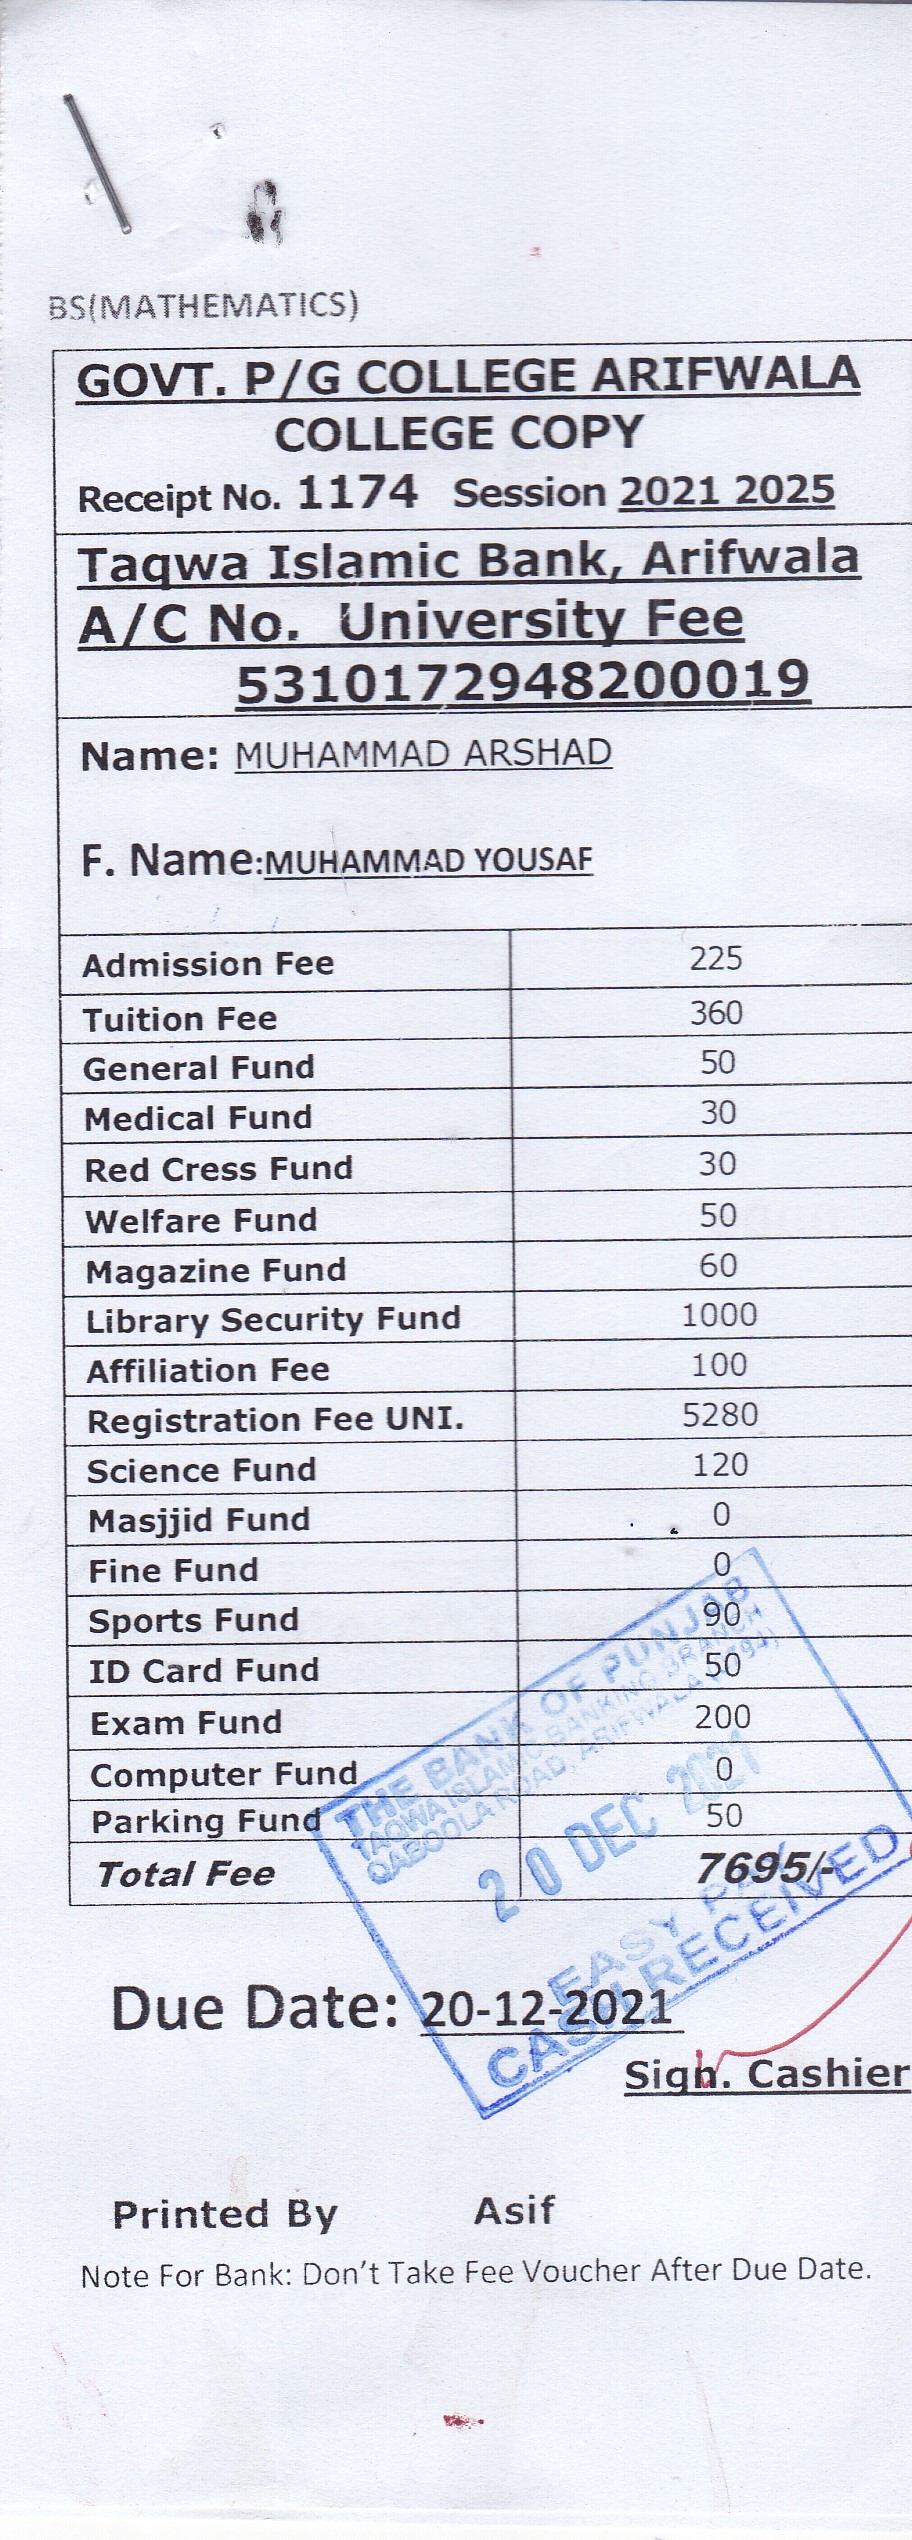 BS(MATHEMATICS)
GOVT. P/G COLLEGE ARIFWALA
COLLEGE COPY
Receipt No. 1174 Session 2021 2025
Taqwa Islamic Bank, Arifwala
A/C No. University Fee
5310172948200019
Name: MUHAMMAD ARSHAD
F. Name:MUHAMMAD YOUSAF
Admission Fee 225
Tuition Fee 360
General Fund 50
Medical Fund 30
Red Cress Fund 30
Welfare Fund 50
Magazine Fund 60
Library Security Fund 1000
Affiliation Fee 100
Registration Fee UNI. 5280
Science Fund 120
Masjjid Fund 0
Fine Fund 0
Sports Fund 90
ID Card Fund 50
Exam Fund 200
Computer Fund 0
Parking Fund 50
Total Fee 7695/-
THE BANK OF PUNJAB
TAQWA ISLAMIC BANKING BRANCH
QABOOLA ROAD, ARIFWALA
20 DEC 2021
EASY PAY
CASH RECEIVED
Due Date: 20-12-2021
Sign. Cashier
Printed By Asif
Note For Bank: Don't Take Fee Voucher After Due Date.